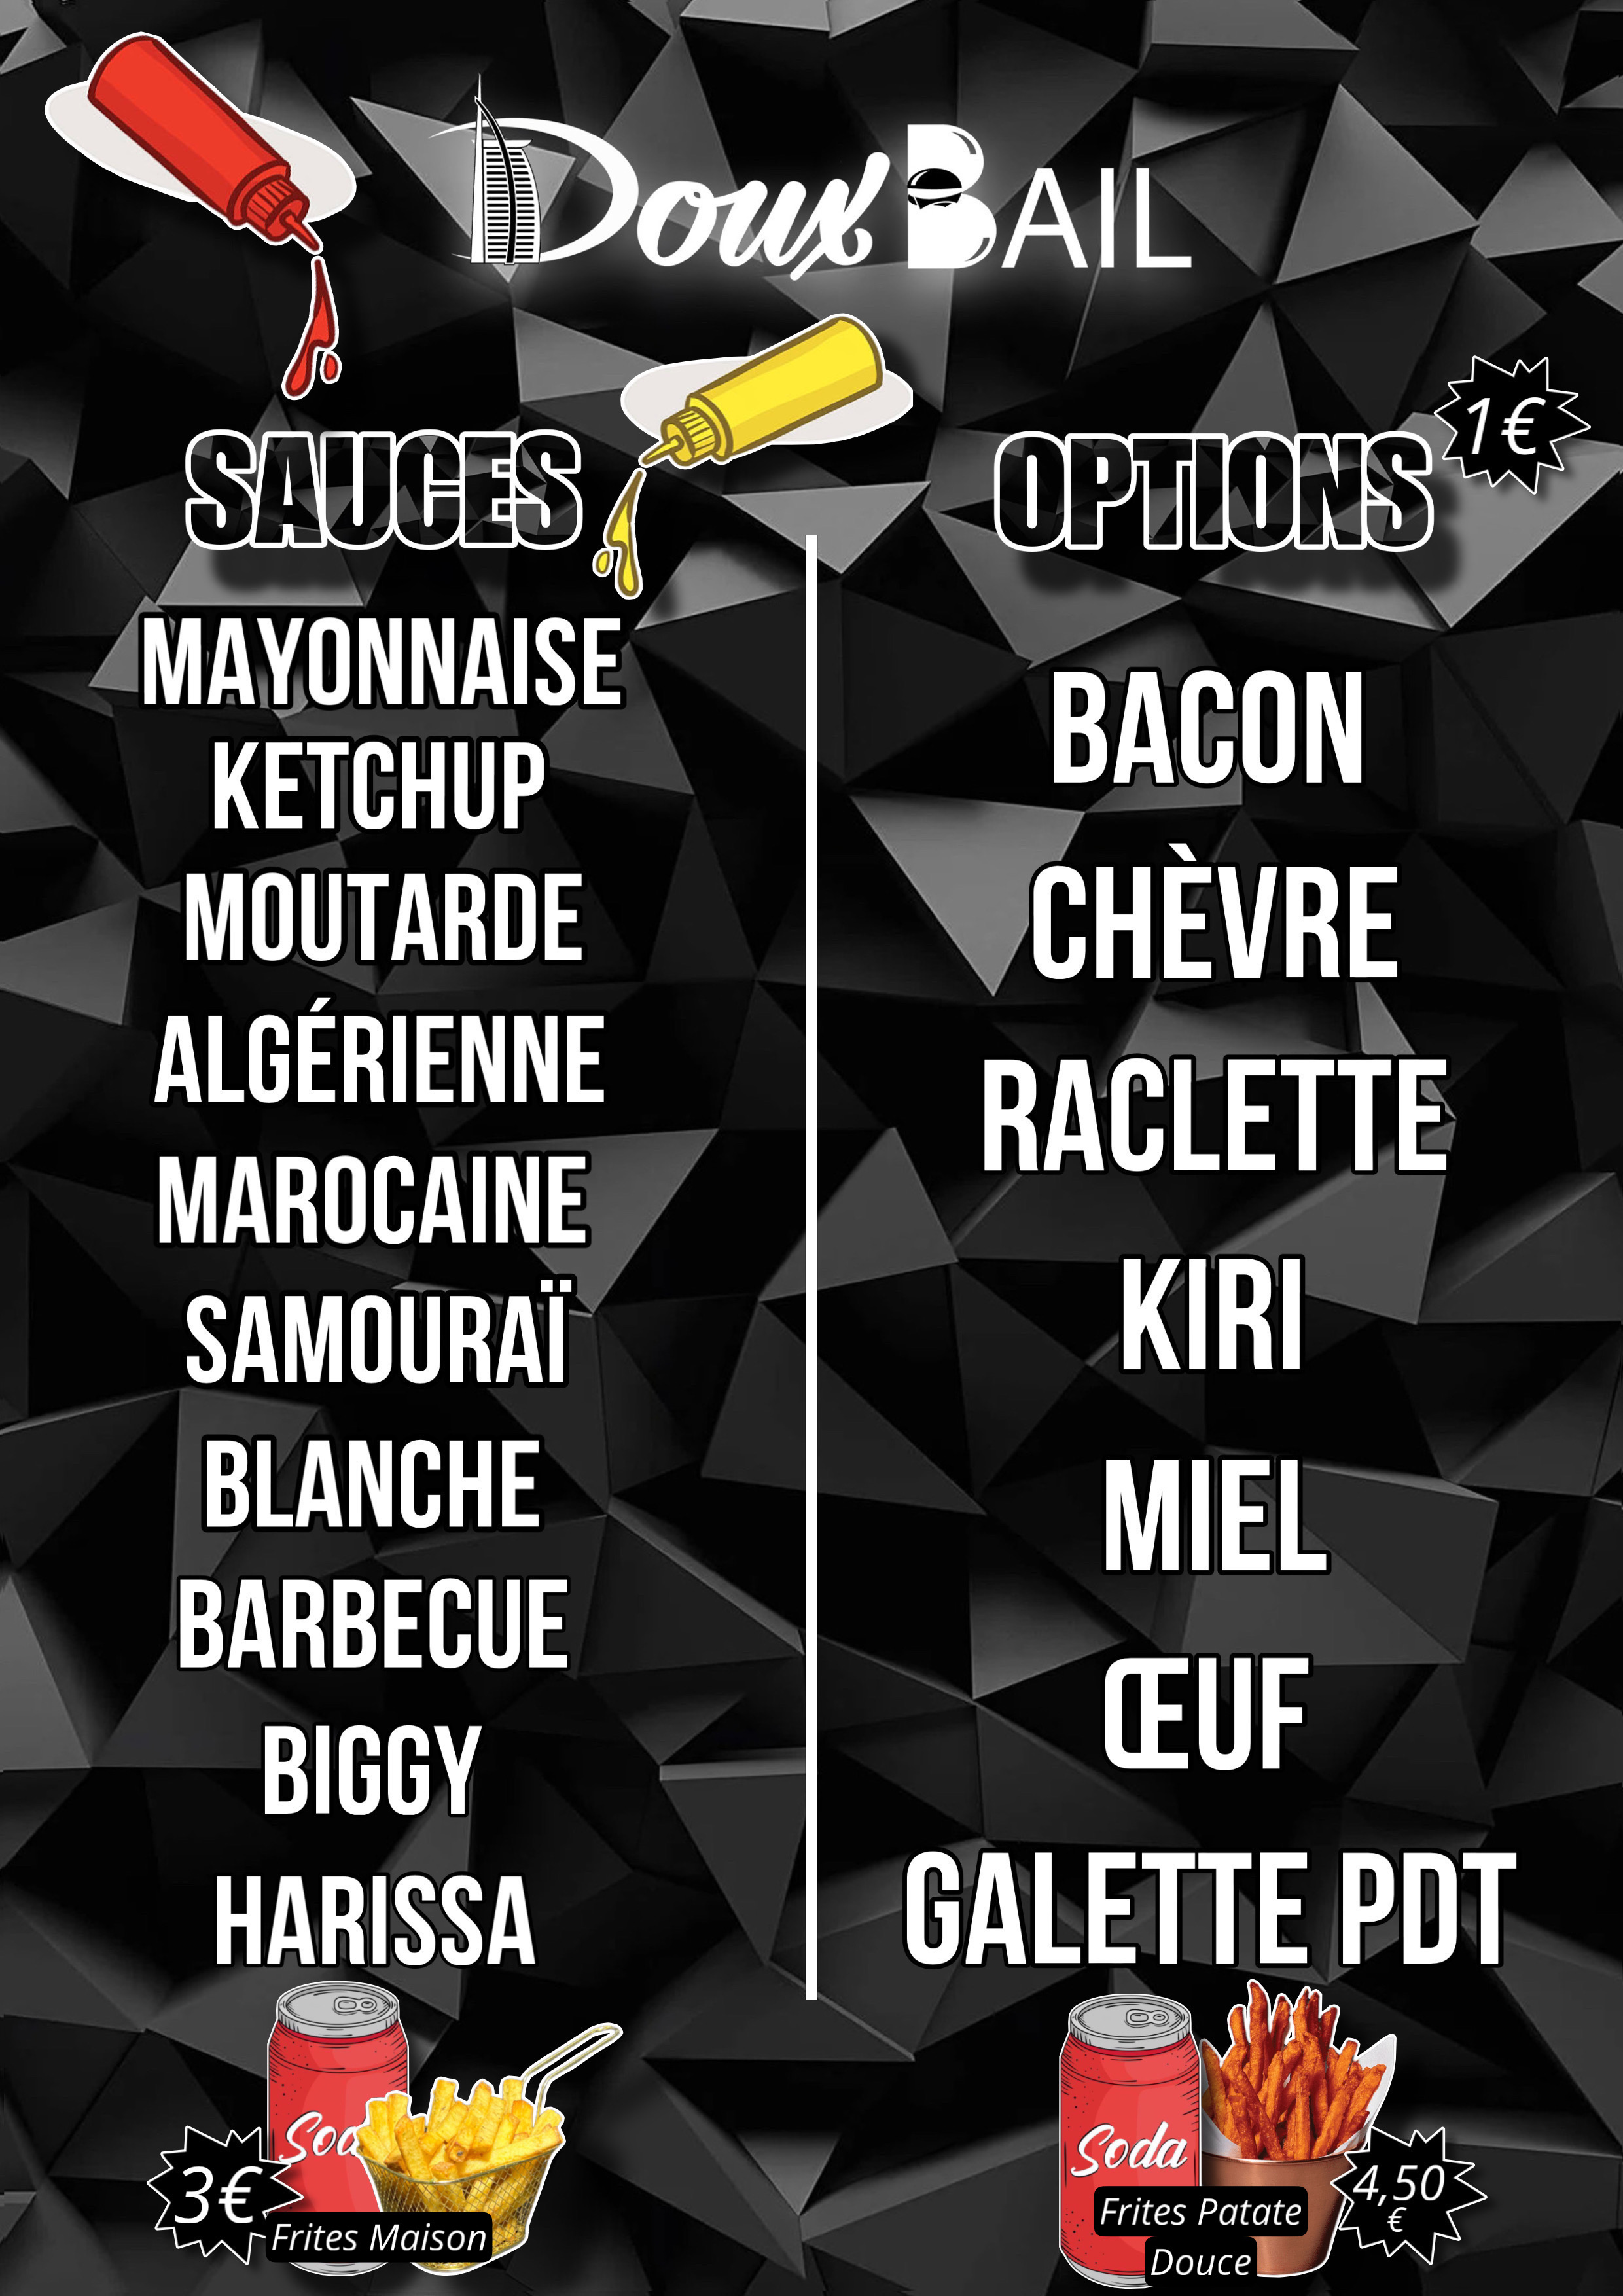 Doux BAIL
SAUCES
MAYONNAISE
KETCHUP
MOUTARDE
ALGÉRIENNE
MAROCAINE
SAMOURAÏ
BLANCHE
BARBECUE
BIGGY
HARISSA
OPTIONS
1€
BACON
CHÈVRE
RACLETTE
KIRI
MIEL
ŒUF
GALETTE PDT
Soda
3€
Frites Maison
Soda
Frites Patate
Douce
4,50
€